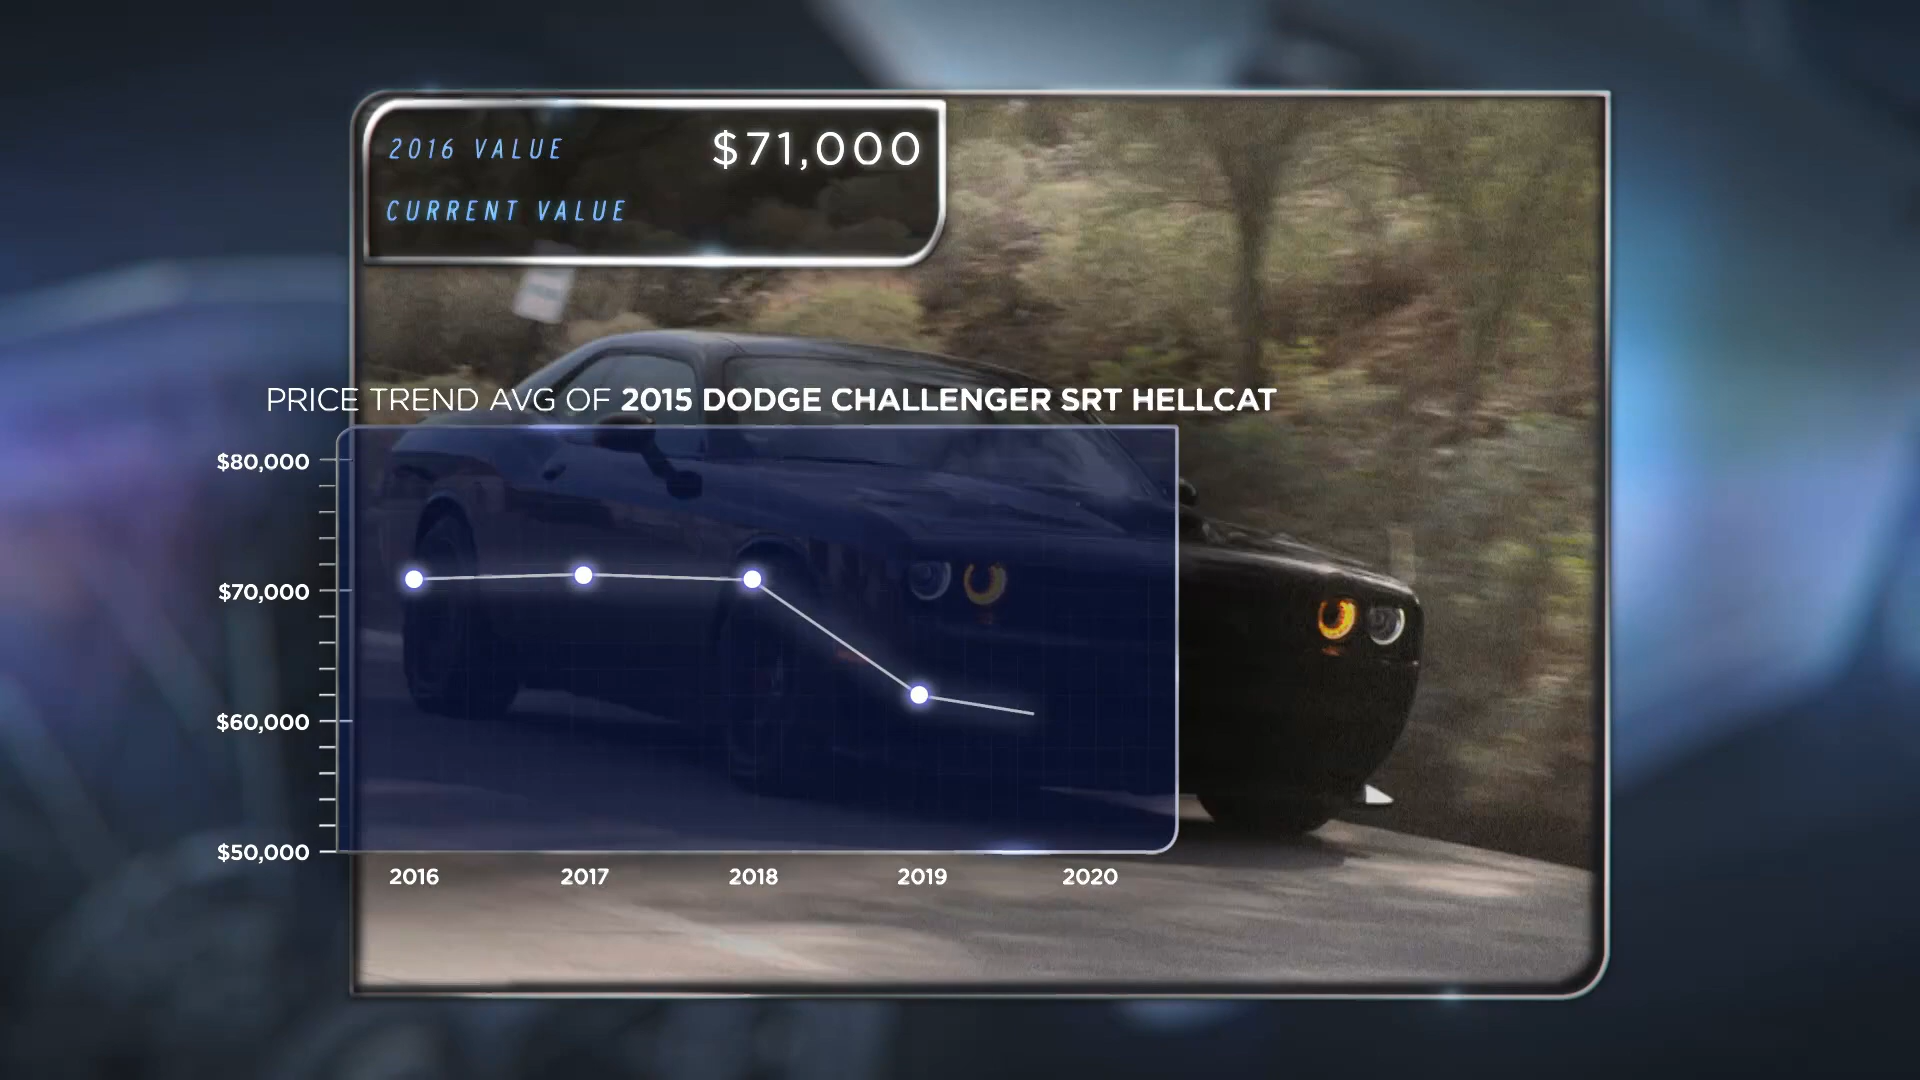 2016 VALUE $71,000
CURRENT VALUE
PRICE TREND AVG OF 2015 DODGE CHALLENGER SRT HELLCAT
$80,000
$70,000
$60,000
$50,000
2016 2017 2018 2019 2020